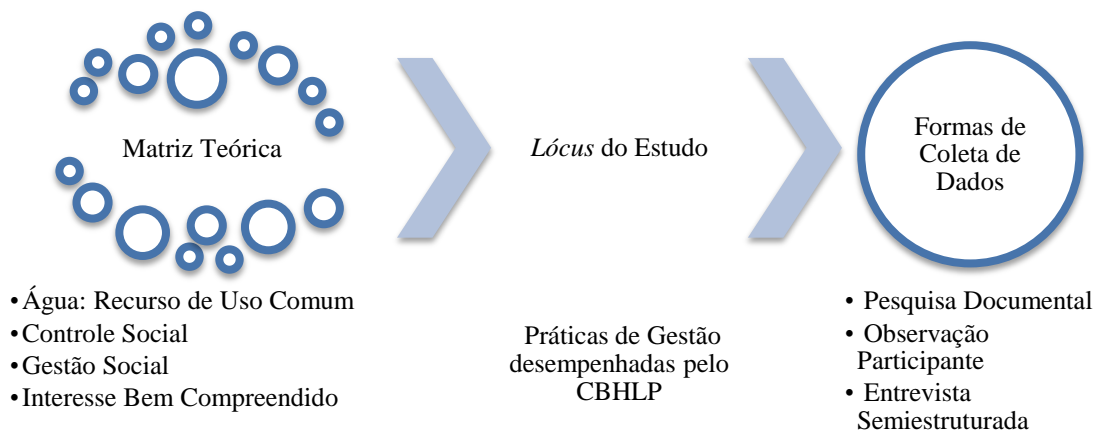 Matriz Teórica
• Água: Recurso de Uso Comum
• Controle Social
• Gestão Social
• Interesse Bem Compreendido
Lócus do Estudo
Práticas de Gestão
desempenhadas pelo
CBHLP
Formas de
Coleta de
Dados
• Pesquisa Documental
• Observação
Participante
• Entrevista
Semiestruturada